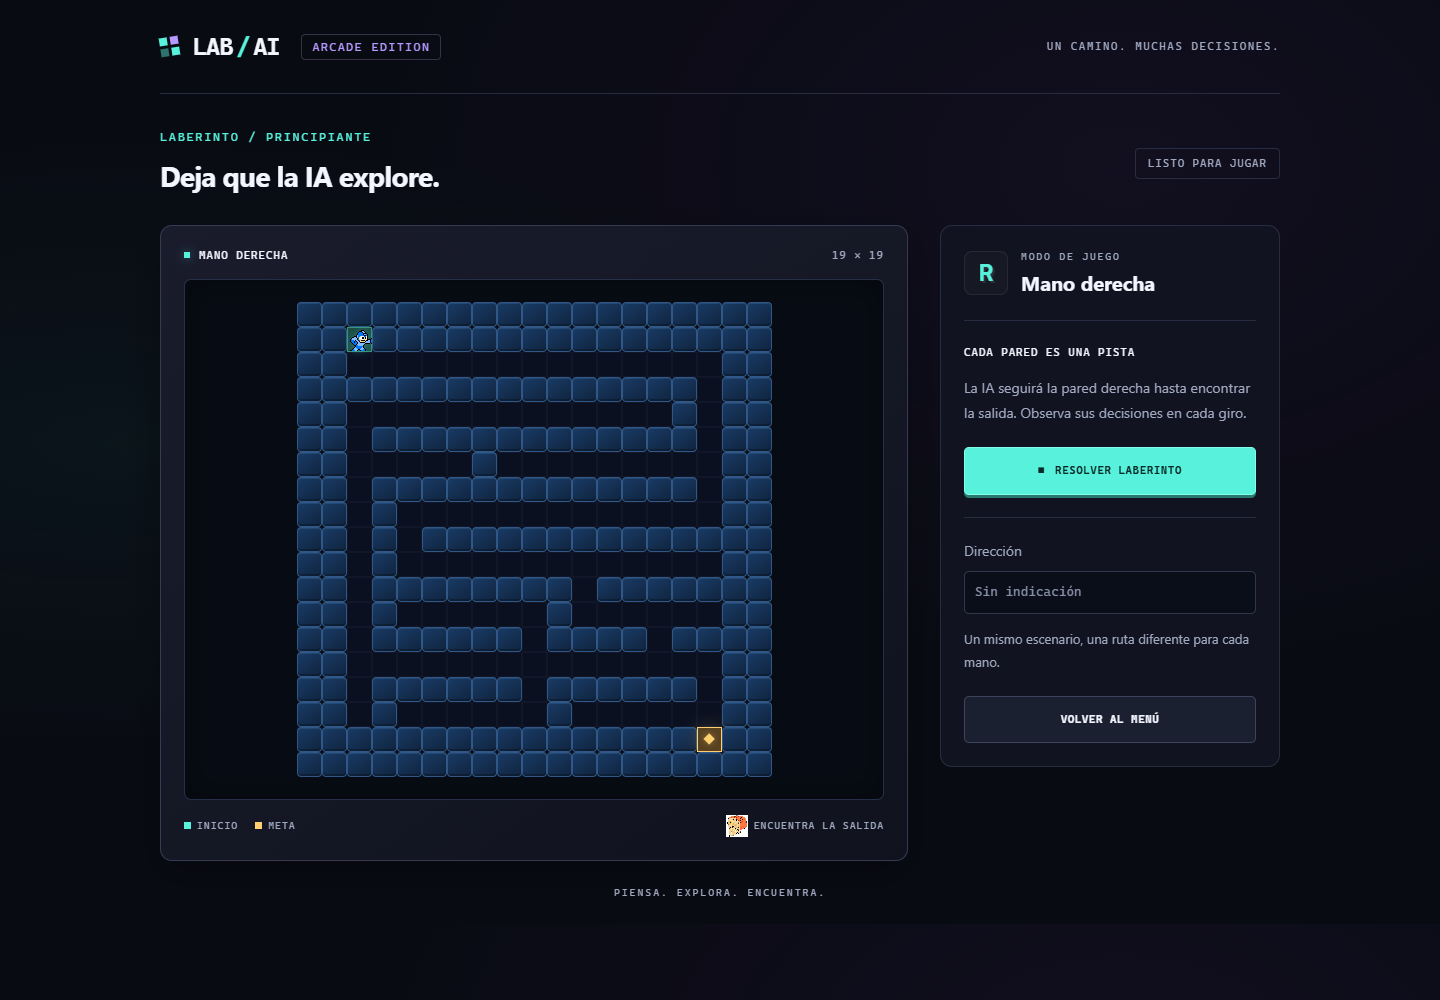 LAB/AI
ARCADE EDITION
UN CAMINO. MUCHAS DECISIONES.
LABERINTO / PRINCIPIANTE
Deja que la IA explore.
LISTO PARA JUGAR
MANO DERECHA
19 × 19
INICIO
META
ENCUENTRA LA SALIDA
R
MODO DE JUEGO
Mano derecha
CADA PARED ES UNA PISTA
La IA seguirá la pared derecha hasta encontrar
la salida. Observa sus decisiones en cada giro.
RESOLVER LABERINTO
Dirección
Sin indicación
Un mismo escenario, una ruta diferente para cada
mano.
VOLVER AL MENÚ
PIENSA. EXPLORA. ENCUENTRA.